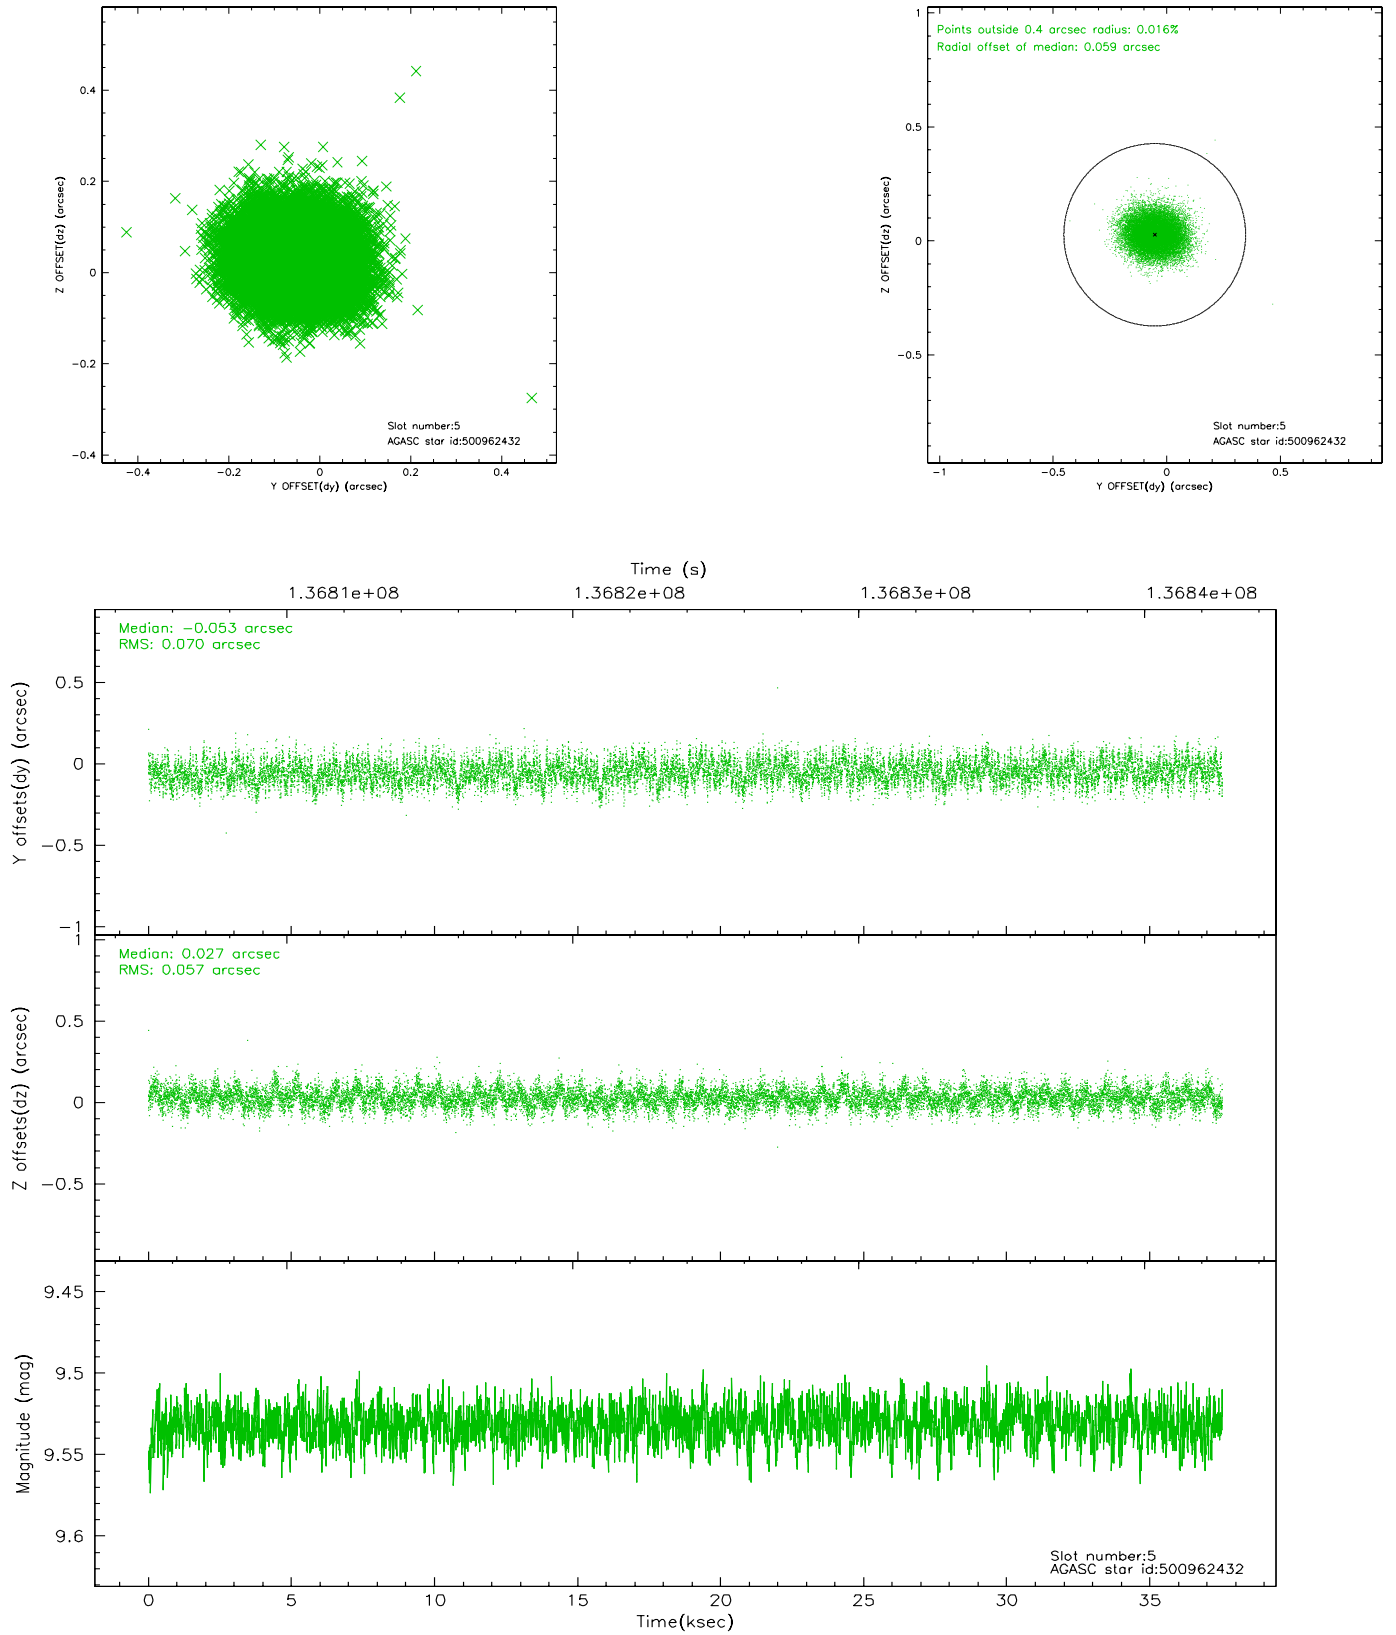 0.4
0.2
0
−0.2
−0.4
Z OFFSET(dz) (arcsec)
−0.4
−0.2
0
0.2
0.4
Y OFFSET(dy) (arcsec)
Slot number:5
AGASC star id:500962432
Points outside 0.4 arcsec radius: 0.016%
Radial offset of median: 0.059 arcsec
1
0.5
0
−0.5
Z OFFSET(dz) (arcsec)
−1
−0.5
0
0.5
Y OFFSET(dy) (arcsec)
Slot number:5
AGASC star id:500962432
Time (s)
1.3681e+08
1.3682e+08
1.3683e+08
1.3684e+08
Median: −0.053 arcsec
RMS: 0.070 arcsec
0.5
0
−0.5
−1
Y offsets(dy) (arcsec)
Median: 0.027 arcsec
RMS: 0.057 arcsec
1
0.5
0
−0.5
Z offsets(dz) (arcsec)
9.45
9.5
9.55
9.6
Magnitude (mag)
Slot number:5
AGASC star id:500962432
0
5
10
15
20
25
30
35
Time(ksec)